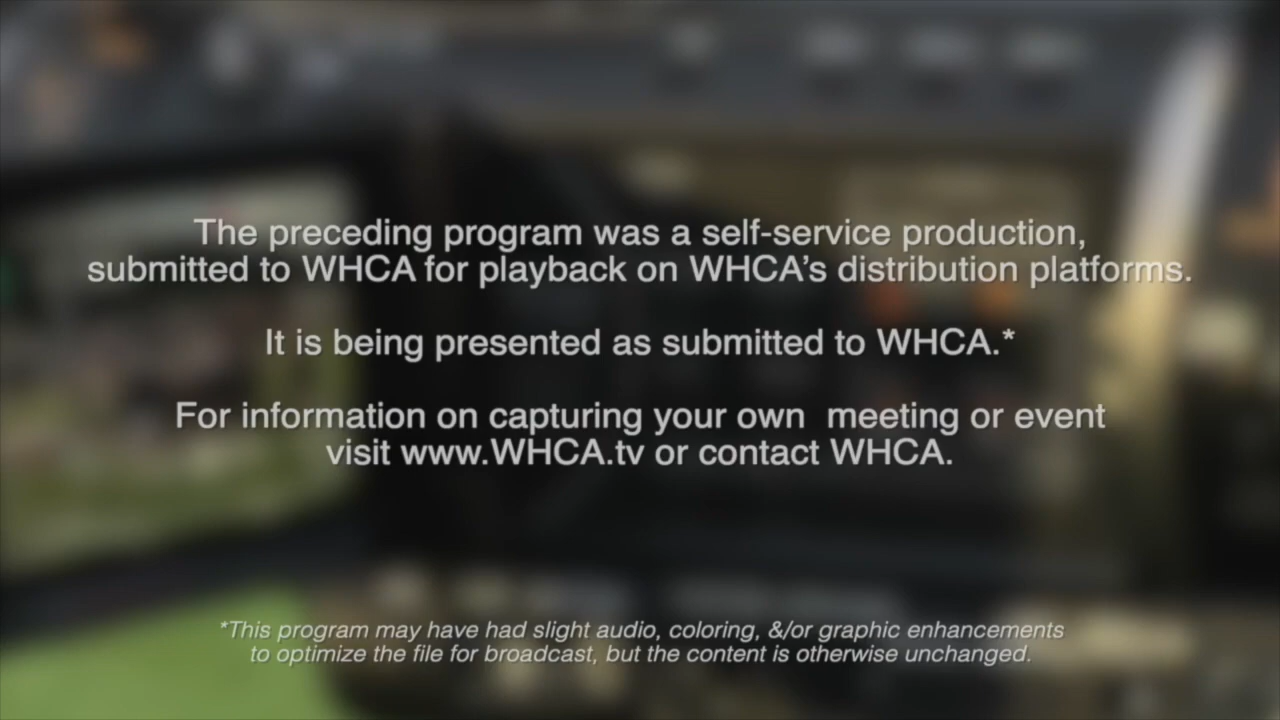 The preceding program was a self-service production,
submitted to WHCA for playback on WHCA’s distribution platforms.
It is being presented as submitted to WHCA.*
For information on capturing your own  meeting or event
visit www.WHCA.tv or contact WHCA.
*This program may have had slight audio, coloring, &/or graphic enhancements
to optimize the file for broadcast, but the content is otherwise unchanged.